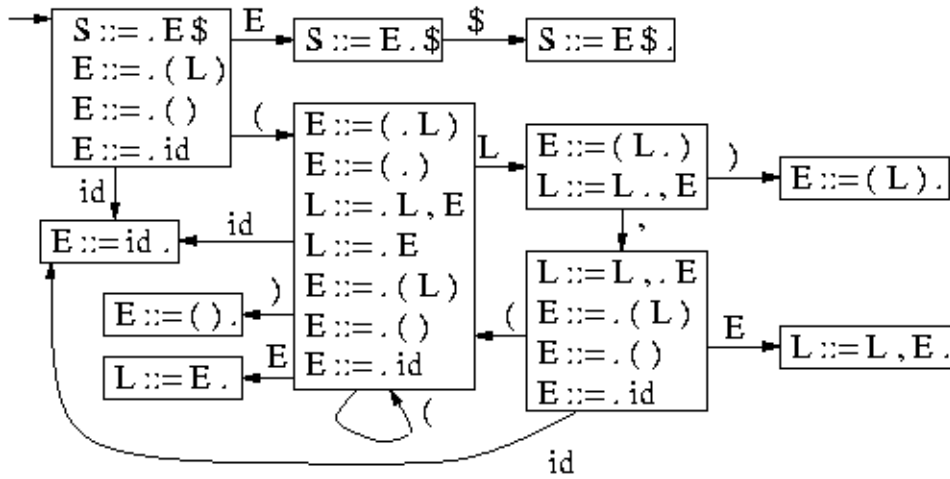 S ::= . E $
E ::= . ( L )
E ::= . ( )
E ::= . id
E
S ::= E . $
$
S ::= E $ .
(
E ::= ( . L )
E ::= ( . )
L ::= . L , E
L ::= . E
E ::= . ( L )
E ::= . ( )
E ::= . id
L
E ::= ( L . )
L ::= L . , E
)
E ::= ( L ) .
id
E ::= id .
id
,
L ::= L , . E
E ::= . ( L )
E ::= . ( )
E ::= . id
)
E ::= ( ) .
(
E
L ::= L , E .
E
L ::= E .
(
id